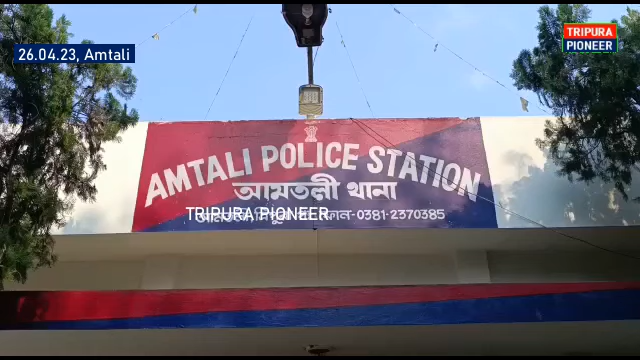 26.04.23, Amtali
TRIPURA
PIONEER
AMTALI POLICE STATION
আমতলী থানা
TRIPURA PIONEER
ফোন-0381-2370385